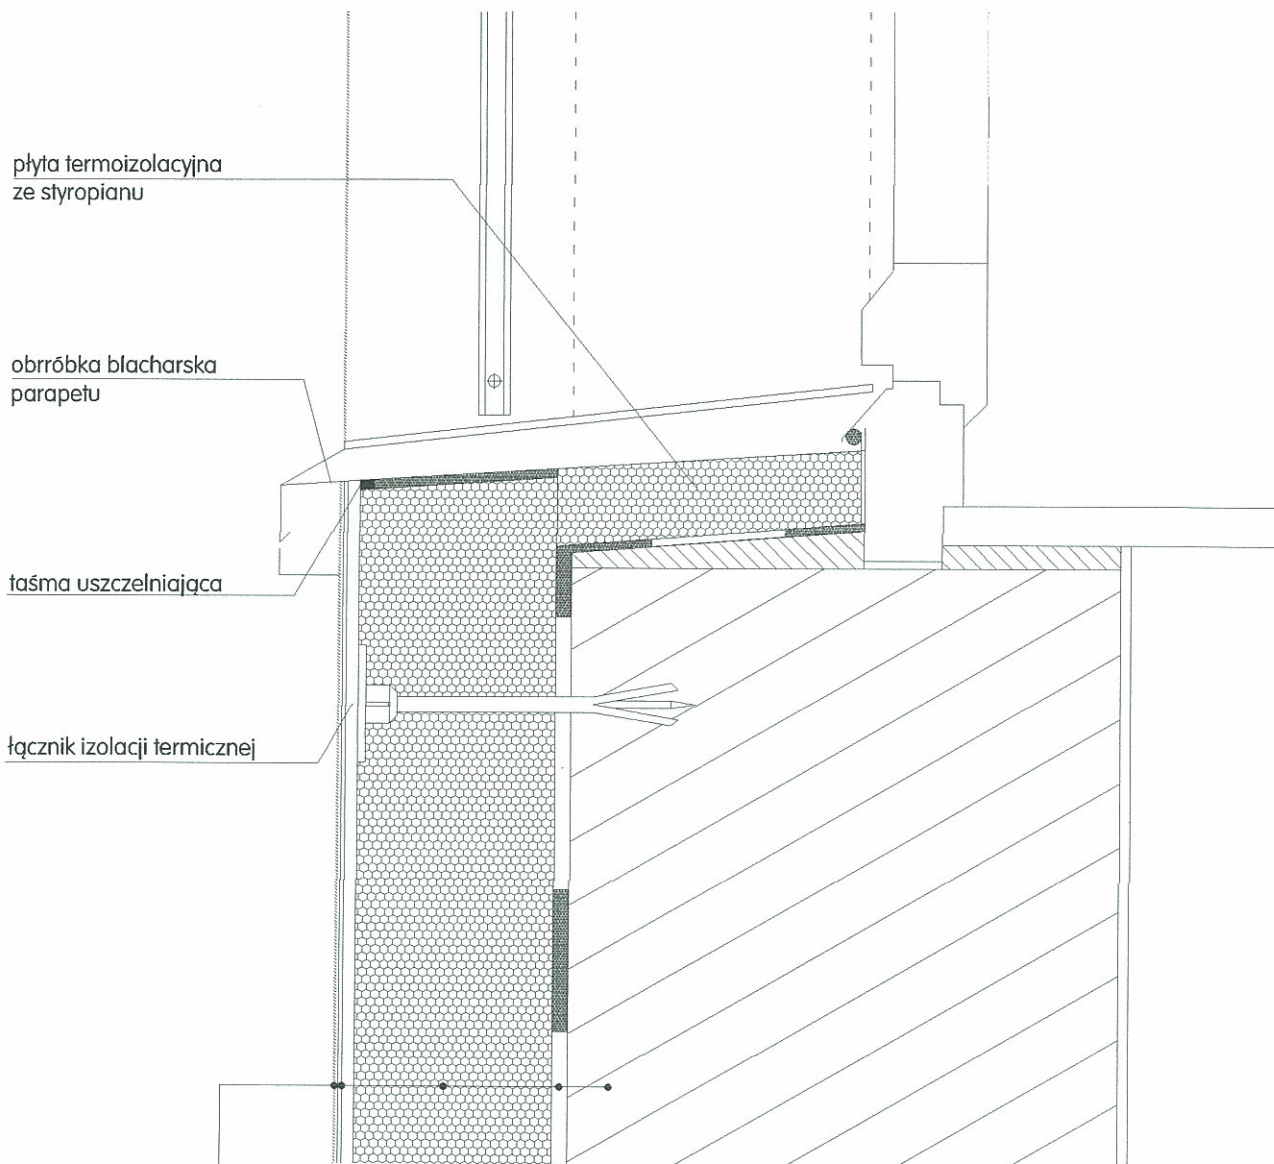 płyta termoizolacyjna
ze styropianu
obrróbka blacharska
parapetu
taśma uszczelniająca
łącznik izolacji termicznej